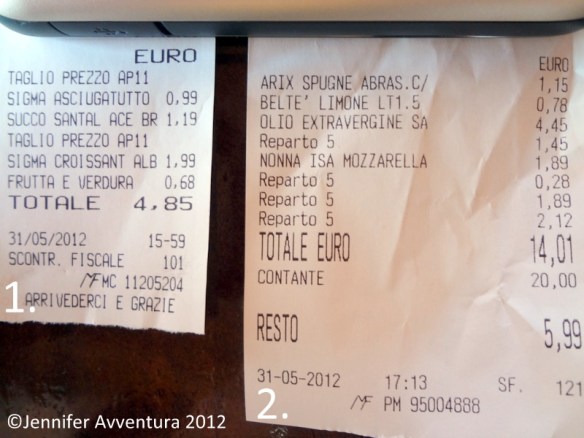 EURO
TAGLIO PREZZO AP11
SIGMA ASCIUGATUTTO 0,99
SUCCO SANTAL ACE BR 1,19
TAGLIO PREZZO AP11
SIGMA CROISSANT ALB 1,99
FRUTTA E VERDURA 0,68
TOTALE 4,85
31/05/2012 15-59
SCONTR. FISCALE 101
MF MC 11205204
ARRIVEDERCI E GRAZIE
1.
EURO
ARIX SPUGNE ABRAS.C/ 1,15
BELTE' LIMONE LT1.5 0,78
OLIO EXTRAVERGINE SA 4,45
Reparto 5 1,45
NONNA ISA MOZZARELLA 1,89
Reparto 5 0,28
Reparto 5 1,89
Reparto 5 2,12
TOTALE EURO 14,01
CONTANTE 20,00
RESTO 5,99
31-05-2012 17:13 SF. 121
MF PM 95004888
2.
©Jennifer Avventura 2012